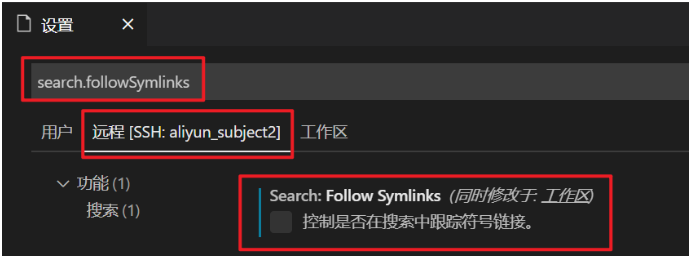 设置
search.followSymlinks
用户 远程 [SSH: aliyun_subject2] 工作区
功能 (1)
搜索 (1)
Search: Follow Symlinks (同时修改于: 工作区)
控制是否在搜索中跟踪符号链接。